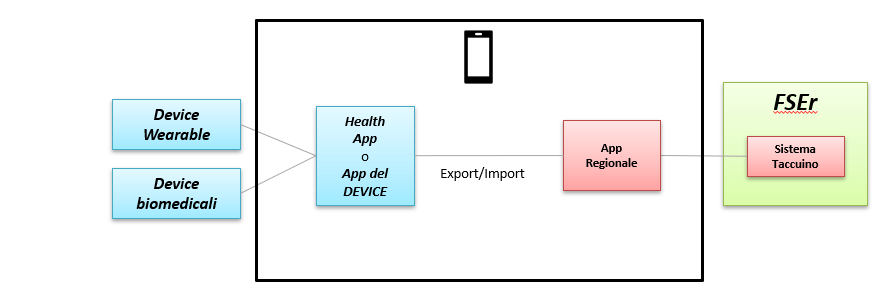 Device
Wearable
Device
biomedicali
Health
App
o
App del
DEVICE
Export/Import
App
Regionale
FSEr
Sistema
Taccuino